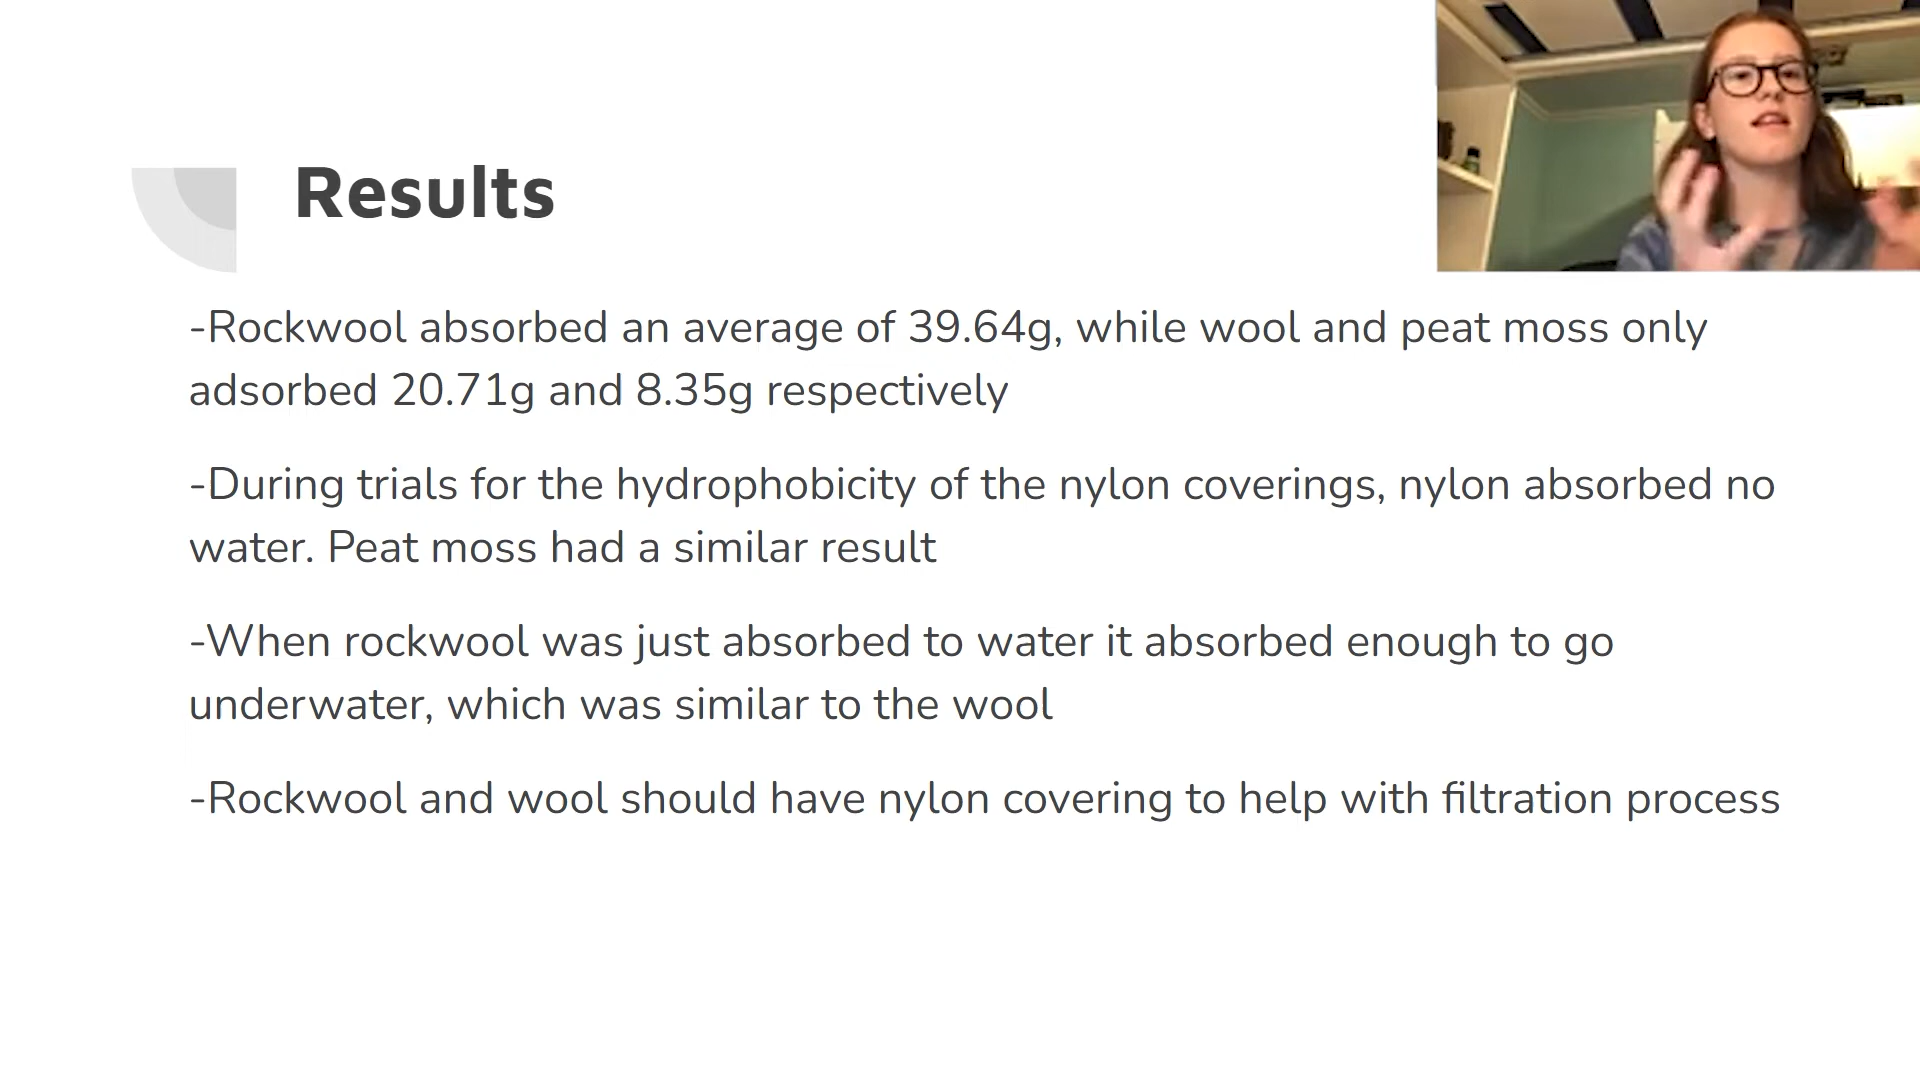 Results
-Rockwool absorbed an average of 39.64g, while wool and peat moss only
adsorbed 20.71g and 8.35g respectively
-During trials for the hydrophobicity of the nylon coverings, nylon absorbed no
water. Peat moss had a similar result
-When rockwool was just absorbed to water it absorbed enough to go
underwater, which was similar to the wool
-Rockwool and wool should have nylon covering to help with filtration process